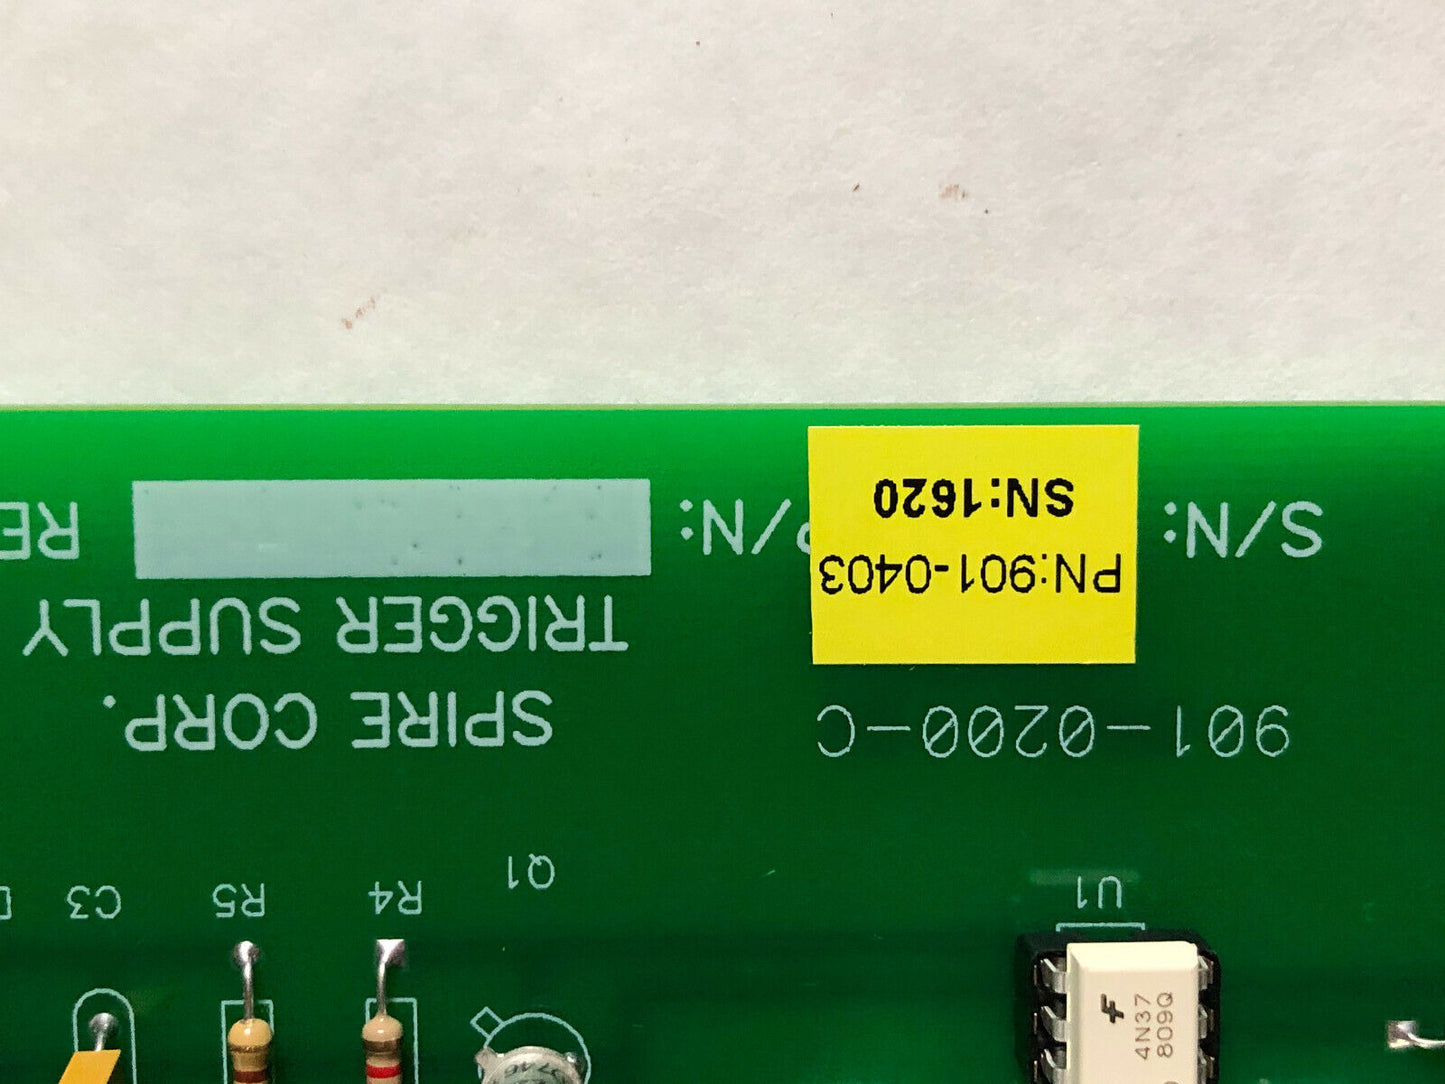 901-0200-C
SPIRE CORP.
TRIGGER SUPPLY
S/N:
PN:901-0403
SN:1620
P/N:
RE
U1
Q1
R4
R5
C3
4N37
809Q